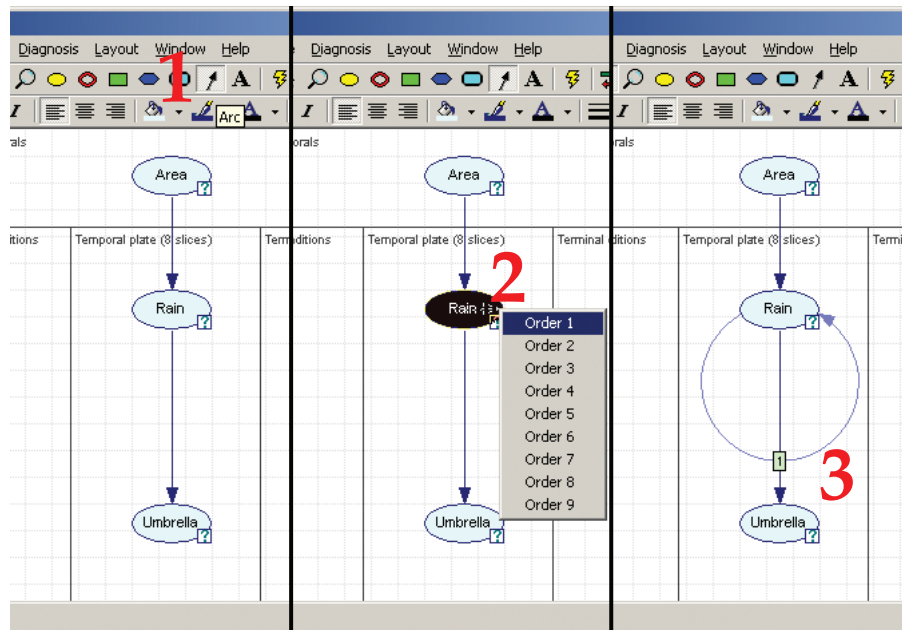 Diagnosis Layout Window Help
1
A
I
Arc
A
als
Area
?
itions
Temporal plate (8 slices)
Term
Rain
?
Umbrella
?
Diagnosis Layout Window Help
A
I
A
orals
Area
?
ditions
Temporal plate (8 slices)
Terminal
2
Rain
Order 1
Order 2
Order 3
Order 4
Order 5
Order 6
Order 7
Order 8
Order 9
Umbrella
?
Diagnosis Layout Window Help
A
I
A
rals
Area
?
ditions
Temporal plate (8 slices)
Termi
Rain
?
1
3
Umbrella
?